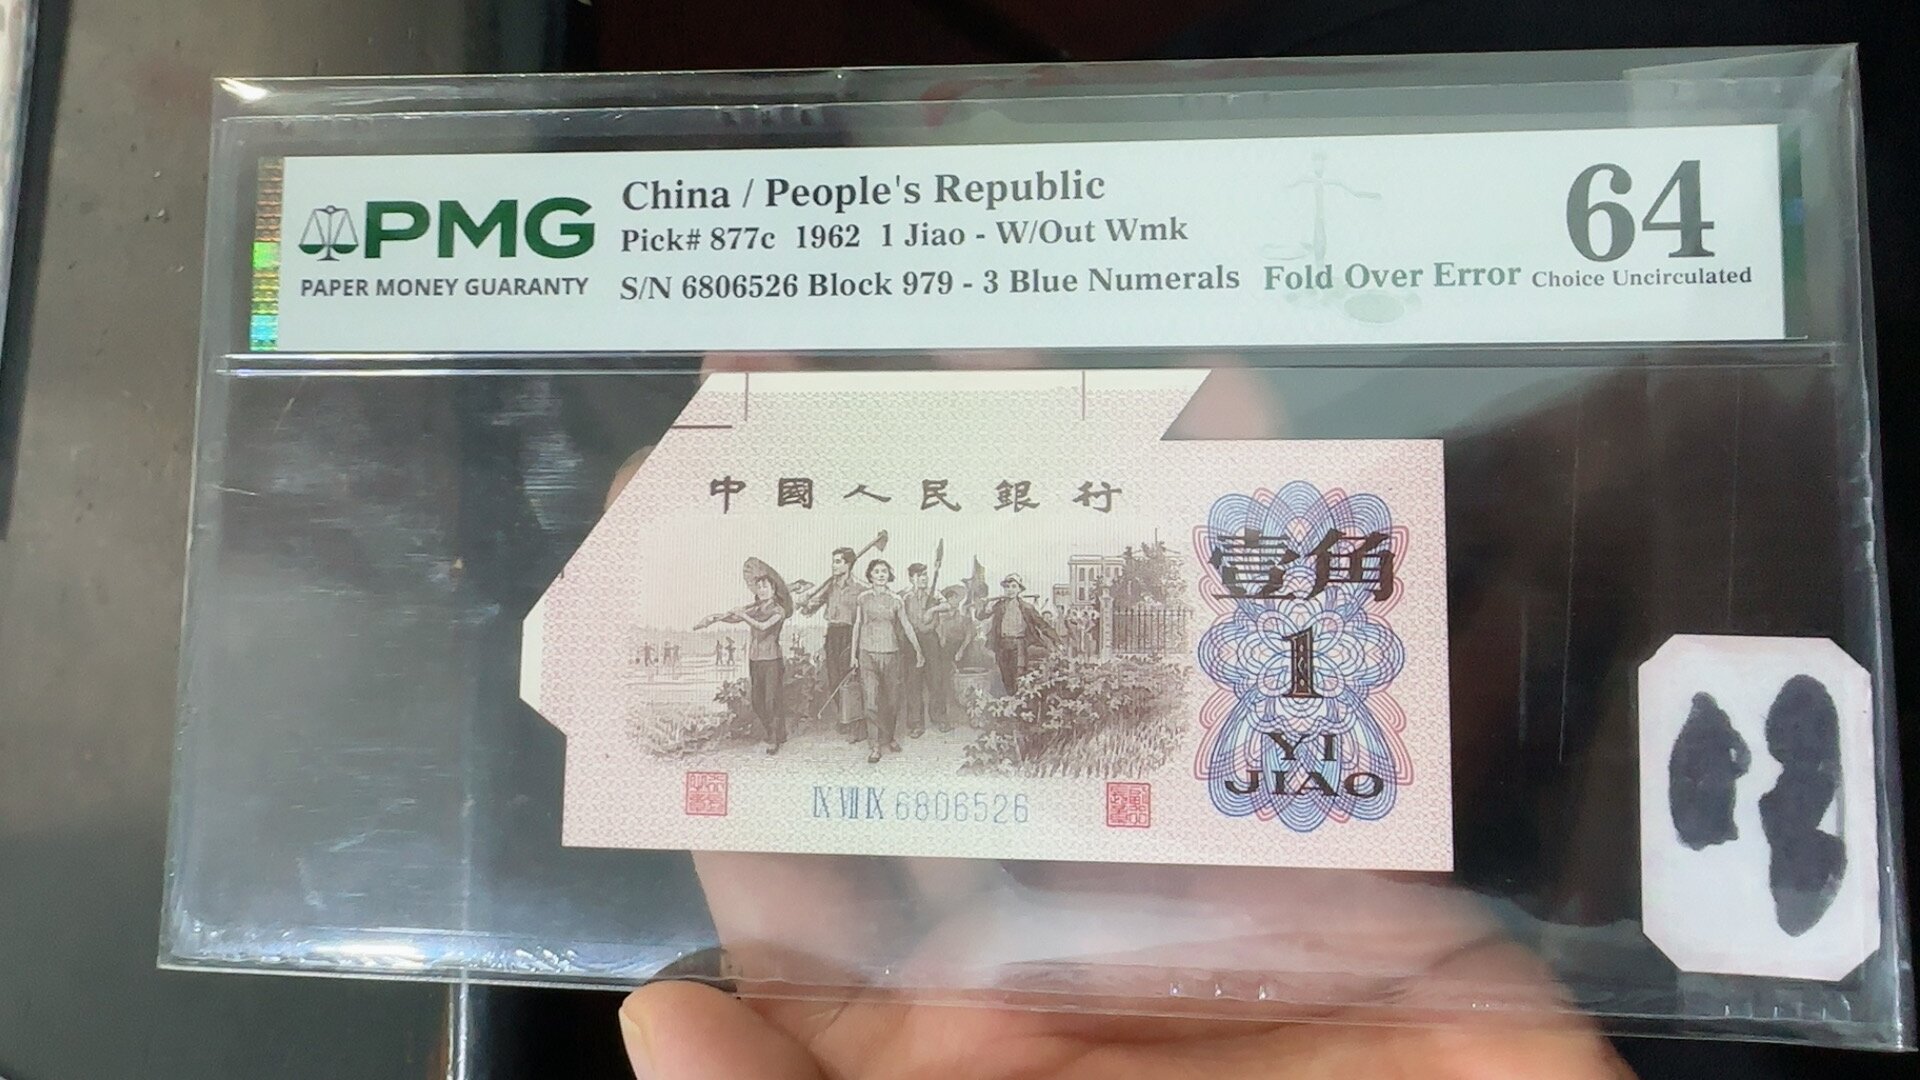 PMG
PAPER MONEY GUARANTY
China / People's Republic
Pick# 877c 1962 1 Jiao - W/Out Wmk
S/N 6806526 Block 979 - 3 Blue Numerals Fold Over Error
64
Choice Uncirculated
中國人民銀行
壹角
1
YI
JIAO
IX VIII IX 6806526